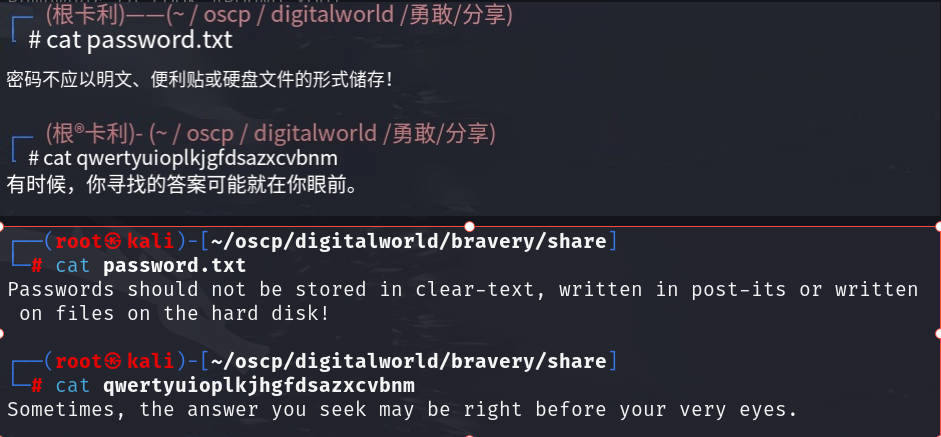 (根卡利)——(~ / oscp / digitalworld /勇敢/分享)
# cat password.txt
密码不应以明文、便利贴或硬盘文件的形式储存!
(根®卡利)- (~ / oscp / digitalworld /勇敢/分享)
# cat qwertyuioplkjgfdsazxcvbnm
有时候，你寻找的答案可能就在你眼前。
┌──(root㉿kali)-[~/oscp/digitalworld/bravery/share]
└─# cat password.txt
Passwords should not be stored in clear-text, written in post-its or written
on files on the hard disk!
┌──(root㉿kali)-[~/oscp/digitalworld/bravery/share]
└─# cat qwertyuioplkjhgfdsazxcvbnm
Sometimes, the answer you seek may be right before your very eyes.